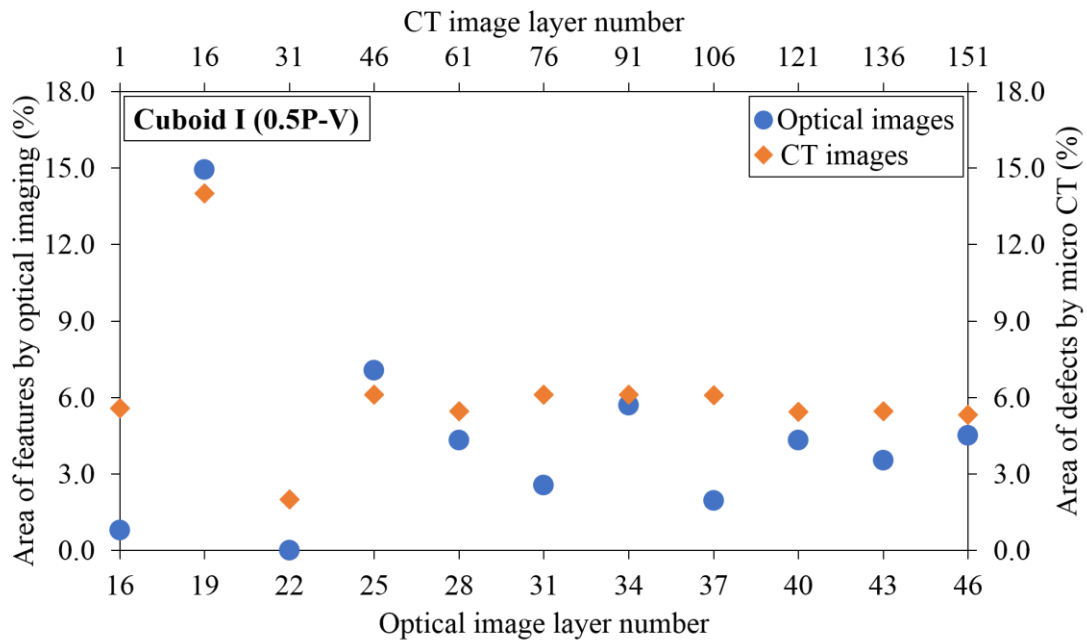 CT image layer number
1 16 31 46 61 76 91 106 121 136 151
Cuboid I (0.5P-V)
Optical images
CT images
Area of features by optical imaging (%)
18.0
15.0
12.0
9.0
6.0
3.0
0.0
Area of defects by micro CT (%)
18.0
15.0
12.0
9.0
6.0
3.0
0.0
16 19 22 25 28 31 34 37 40 43 46
Optical image layer number